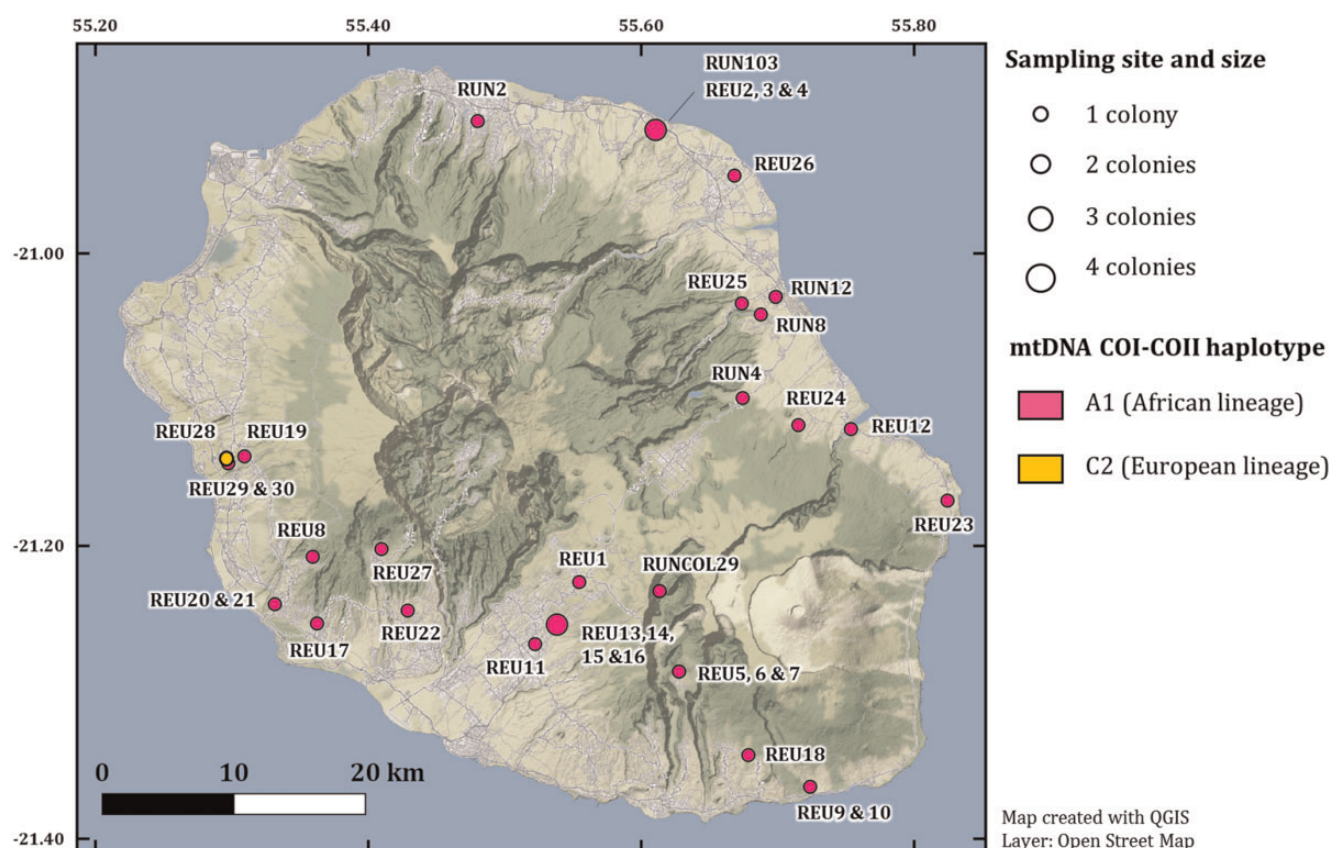 55.20 55.40 55.60 55.80
-21.00
-21.20
-21.40
RUN2
RUN103
REU2, 3 & 4
REU26
REU25
RUN12
RUN8
RUN4
REU24
REU12
REU23
REU28
REU19
REU29 & 30
REU8
REU27
REU20 & 21
REU17
REU22
REU1
RUNCOL29
REU11
REU13,14,
15 &16
REU5, 6 & 7
REU18
REU9 & 10
0 10 20 km
Sampling site and size
1 colony
2 colonies
3 colonies
4 colonies
mtDNA COI-COII haplotype
A1 (African lineage)
C2 (European lineage)
Map created with QGIS
Layer: Open Street Map